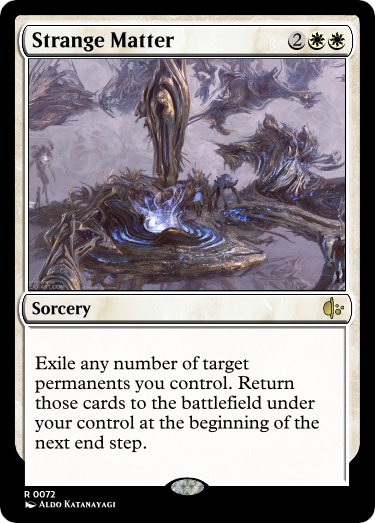 Strange Matter 2
Sorcery
Exile any number of target
permanents you control. Return
those cards to the battlefield under
your control at the beginning of the
next end step.
R 0072
Aldo Katanayagi